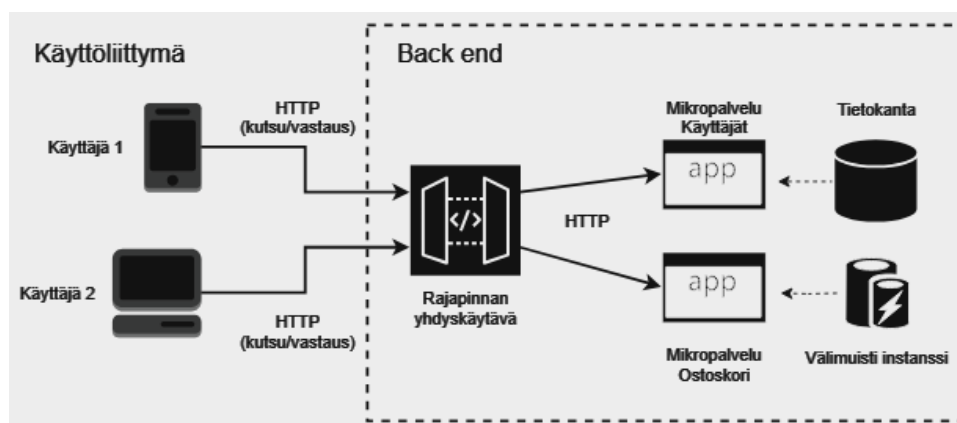 Käyttöliittymä
Back end
Käyttäjä 1
HTTP
(kutsu/vastaus)
Käyttäjä 2
HTTP
(kutsu/vastaus)
</>
Rajapinnan
yhdyskäytävä
HTTP
Mikropalvelu
Käyttäjät
app
Tietokanta
app
Mikropalvelu
Ostoskori
Välimuisti instanssi